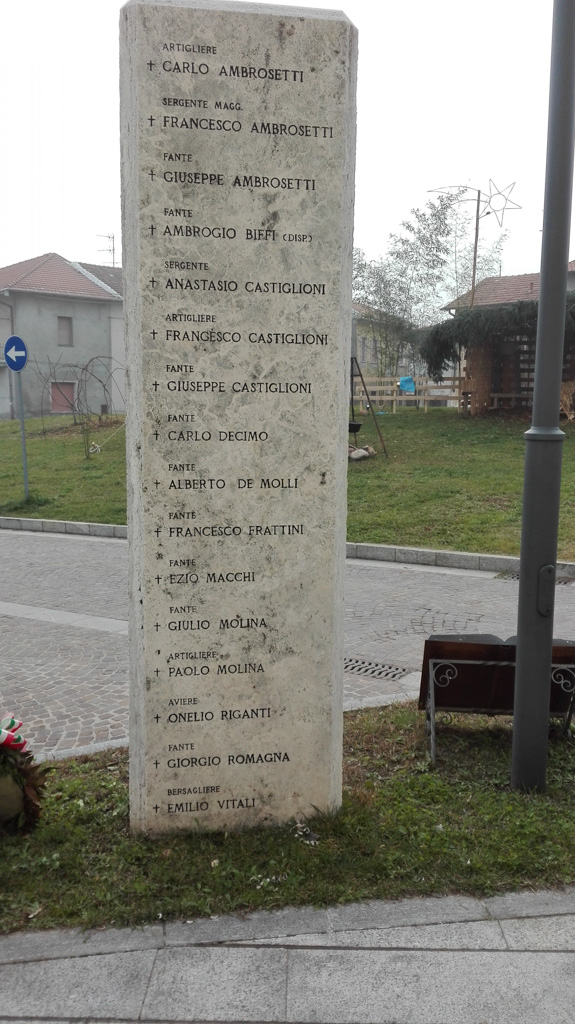 ARTIGLIERE
† CARLO AMBROSETTI
SERGENTE MAGG.
† FRANCESCO AMBROSETTI
FANTE
† GIUSEPPE AMBROSETTI
FANTE
† AMBROGIO BIFFI (DISP.)
SERGENTE
† ANASTASIO CASTIGLIONI
ARTIGLIERE
† FRANCESCO CASTIGLIONI
FANTE
† GIUSEPPE CASTIGLIONI
FANTE
† CARLO DECIMO
FANTE
† ALBERTO DE MOLLI
FANTE
† FRANCESCO FRATTINI
FANTE
† EZIO MACCHI
FANTE
† GIULIO MOLINA
ARTIGLIERE
† PAOLO MOLINA
AVIERE
† ONELIO RIGANTI
FANTE
† GIORGIO ROMAGNA
BERSAGLIERE
† EMILIO VITALI